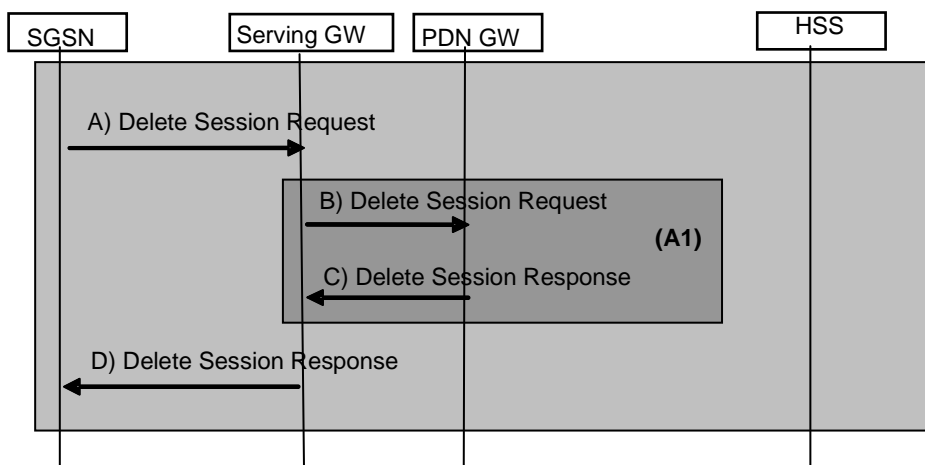 SGSN
Serving GW
PDN GW
HSS
A) Delete Session Request
B) Delete Session Request
(A1)
C) Delete Session Response
D) Delete Session Response